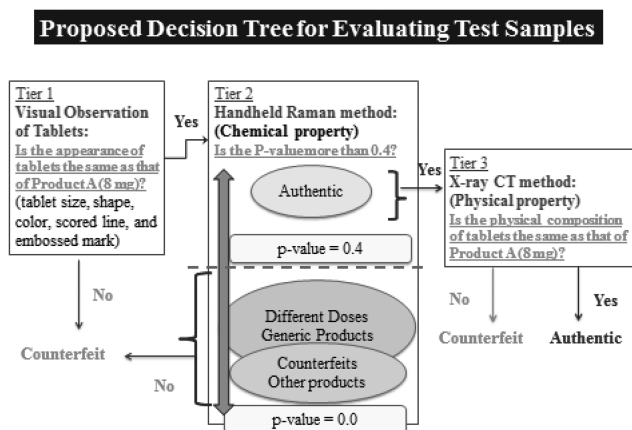 Proposed Decision Tree for Evaluating Test Samples
Tier 1
Visual Observation
of Tablets:
Is the appearance of
tablets the same as that
of Product A (8 mg)?
(tablet size, shape,
color, scored line, and
embossed mark)
Yes
No
Counterfeit
Tier 2
Handheld Raman method:
(Chemical property)
Is the P-valuemore than 0.4?
Authentic
p-value = 0.4
Different Doses
Generic Products
Counterfeits
Other products
p-value = 0.0
No
Yes
Tier 3
X-ray CT method:
(Physical property)
Is the physical composition
of tablets the same as that of
Product A (8mg)?
No
Yes
Counterfeit
Authentic